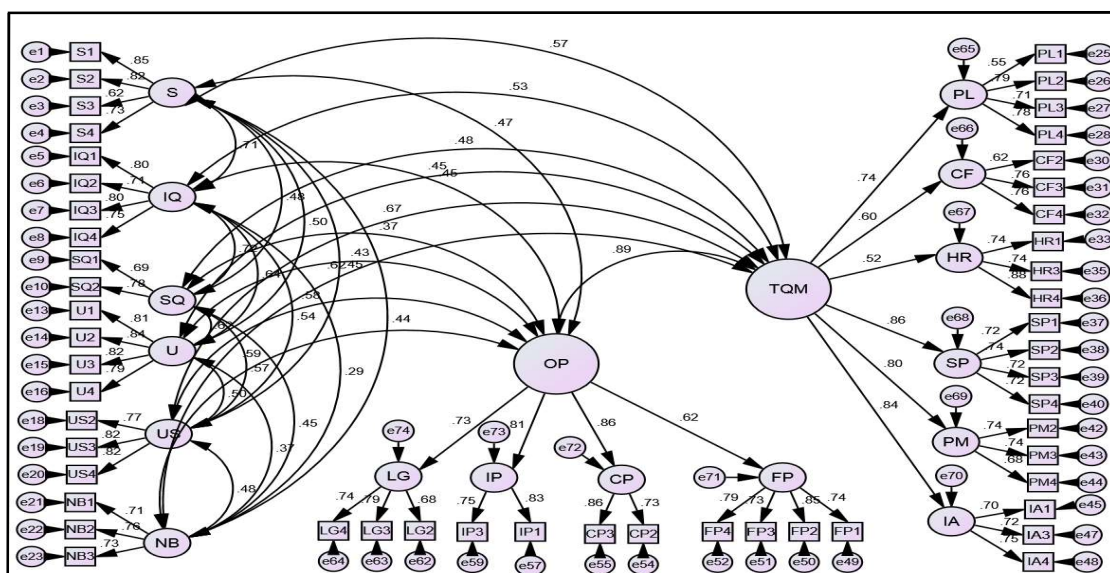 e1 S1 .85
e2 S2 .82 S
e3 S3 .62
e4 S4 .73
e5 IQ1 .80
e6 IQ2 .71 IQ
e7 IQ3 .80
e8 IQ4 .75
e9 SQ1 .69
e10 SQ2 .78 SQ
e13 U1 .81
e14 U2 .84 U
e15 U3 .82
e16 U4 .79
e18 US2 .77
e19 US3 .82 US
e20 US4 .82
e21 NB1 .71
e22 NB2 .76 NB
e23 NB3 .73
.57
.53
.47
.48
.45
.45
.67
.37
.89
.71
.48
.50
.43
.62
.45
.64
.58
.54
.44
.59
.57
.50
.29
.45
.37
.48
OP
TQM
.74
.60
.52
.86
.80
.84
.73
.81
.86
.62
e74 e73 e72 e71
LG IP CP FP
.74 .79 .68 .75 .83 .86 .73 .79 .73 .85 .74
LG4 LG3 LG2 IP3 IP1 CP3 CP2 FP4 FP3 FP2 FP1
e64 e63 e62 e59 e57 e55 e54 e52 e51 e50 e49
e65
.55 PL1 e25
PL .79 PL2 e26
.71 PL3 e27
.78 PL4 e28
e66
.62 CF2 e30
CF .76 CF3 e31
.76 CF4 e32
e67
.74 HR1 e33
HR .74 HR3 e35
.88 HR4 e36
e68
.72 SP1 e37
SP .74 SP2 e38
.72 SP3 e39
.72 SP4 e40
e69
.74 PM2 e42
PM .74 PM3 e43
.68 PM4 e44
e70
.70 IA1 e45
IA .72 IA3 e47
.75 IA4 e48